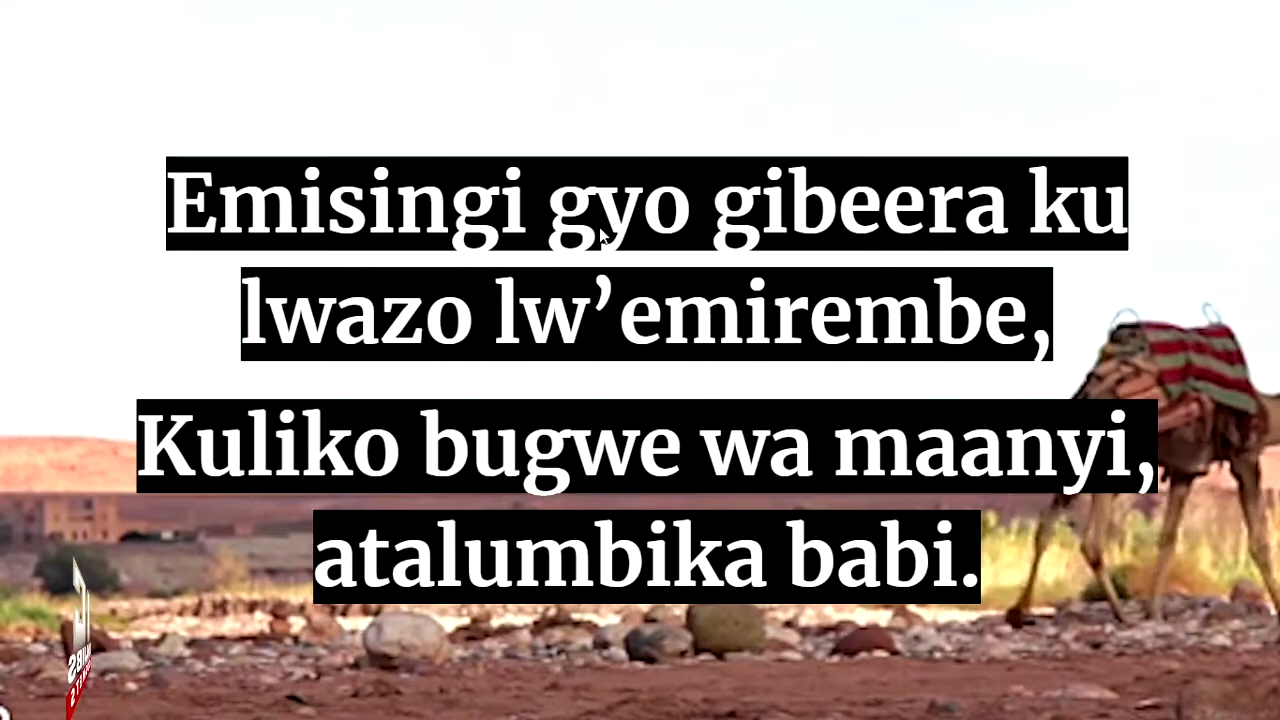 Emisingi gyo gibeera ku
lwazo lw’emirembe,
Kuliko bugwe wa maanyi,
atalumbika babi.